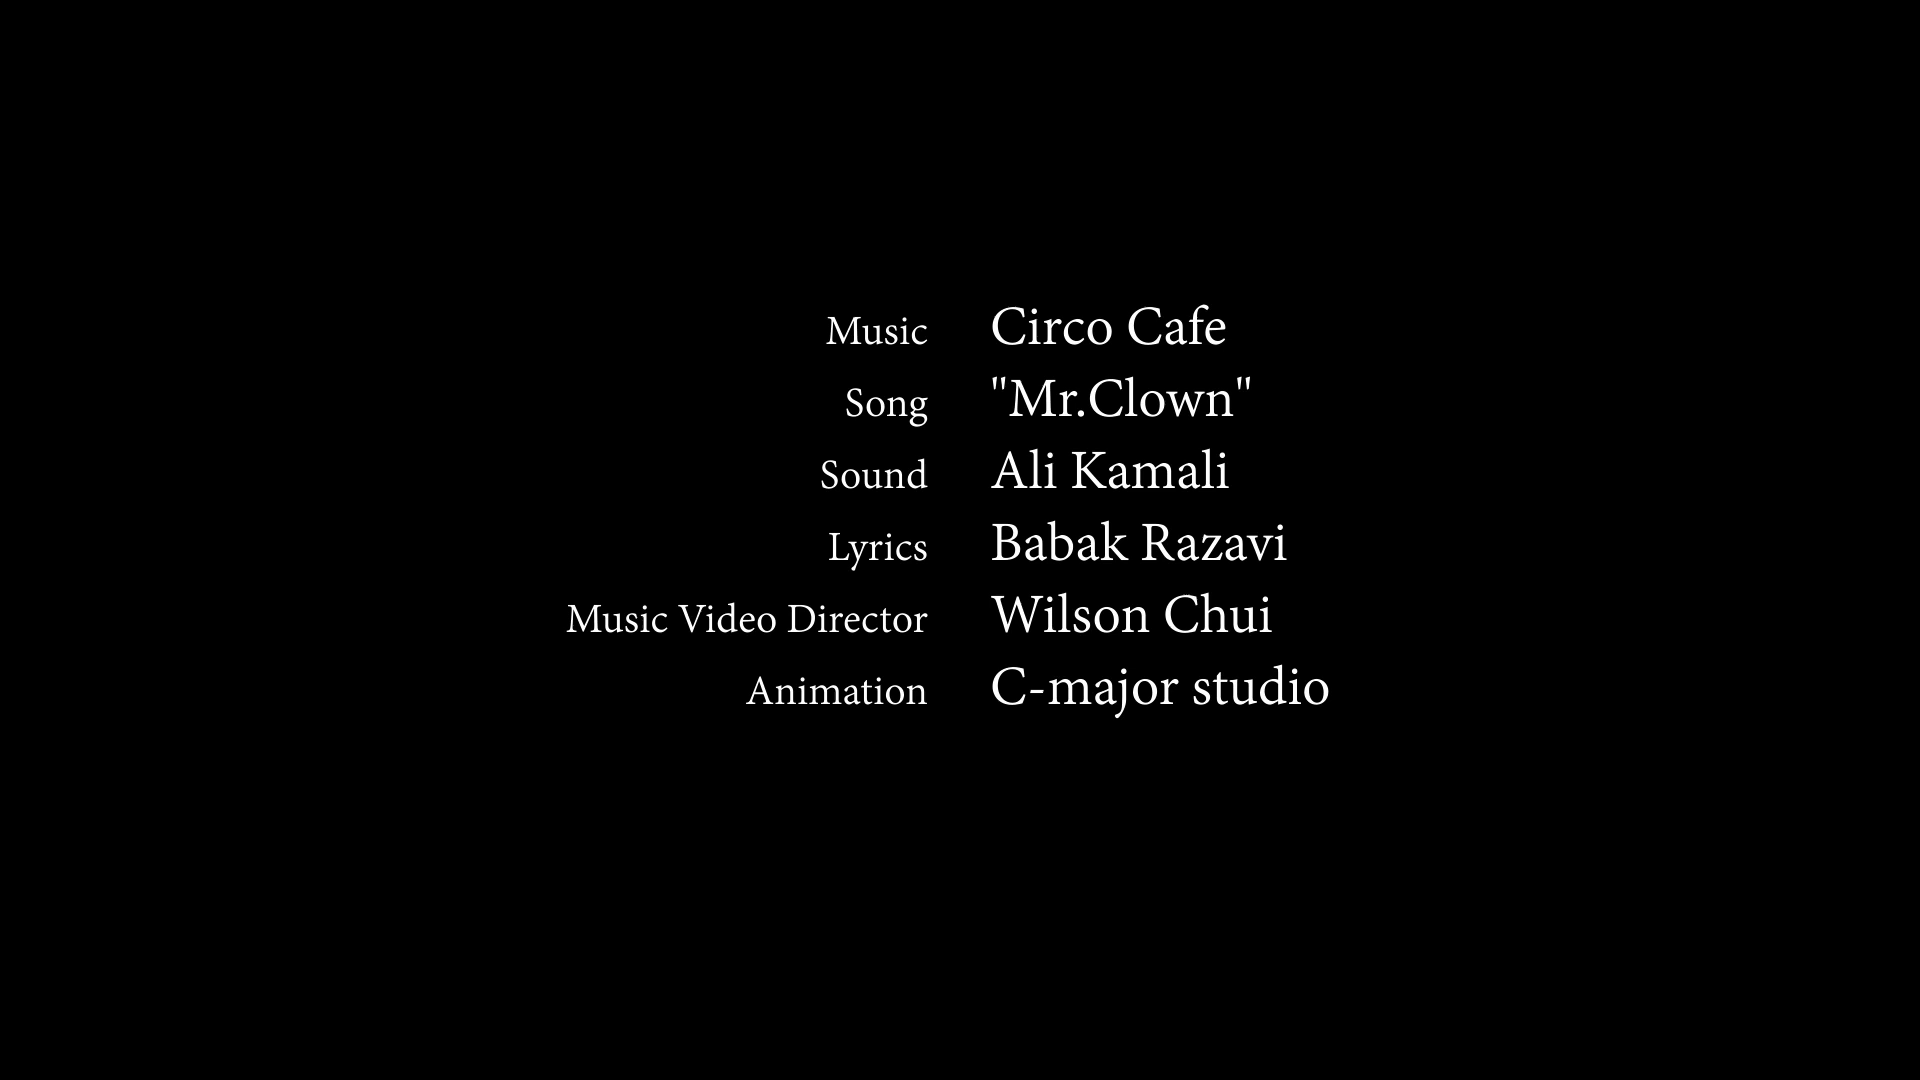 Music Circo Cafe
Song "Mr.Clown"
Sound Ali Kamali
Lyrics Babak Razavi
Music Video Director Wilson Chui
Animation C-major studio